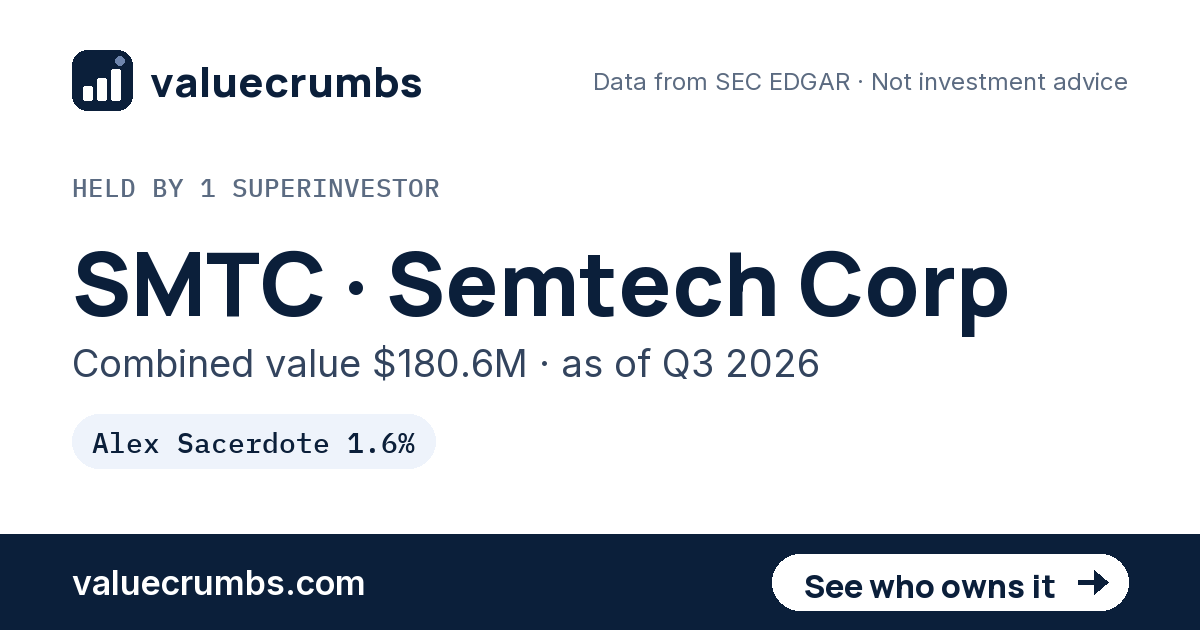 valuecrumbs
Data from SEC EDGAR · Not investment advice
HELD BY 1 SUPERINVESTOR
SMTC · Semtech Corp
Combined value $180.6M · as of Q3 2026
Alex Sacerdote 1.6%
valuecrumbs.com
See who owns it →